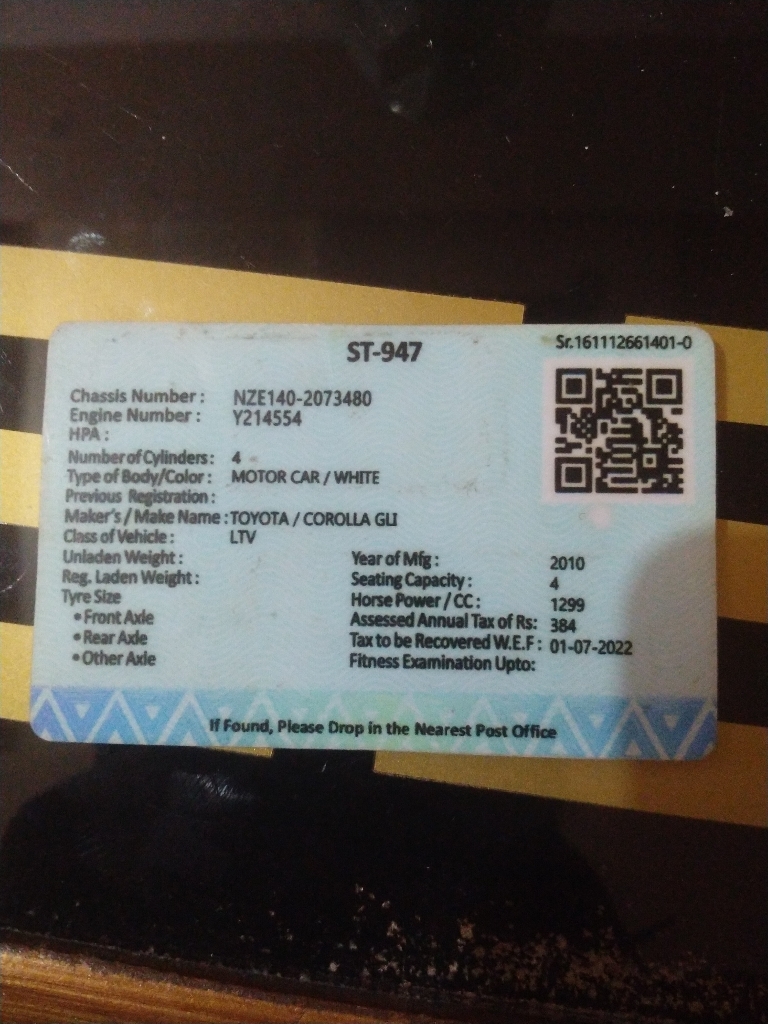 ST-947
Sr.161112661401-0
Chassis Number : NZE140-2073480
Engine Number : Y214554
HPA :
Number of Cylinders : 4
Type of Body/Color : MOTOR CAR / WHITE
Previous Registration :
Maker's / Make Name : TOYOTA / COROLLA GLI
Class of Vehicle : LTV
Unladen Weight :
Reg. Laden Weight :
Tyre Size
• Front Axle
• Rear Axle
• Other Axle
Year of Mfg : 2010
Seating Capacity : 4
Horse Power / CC : 1299
Assessed Annual Tax of Rs: 384
Tax to be Recovered W.E.F : 01-07-2022
Fitness Examination Upto:
If Found, Please Drop in the Nearest Post Office